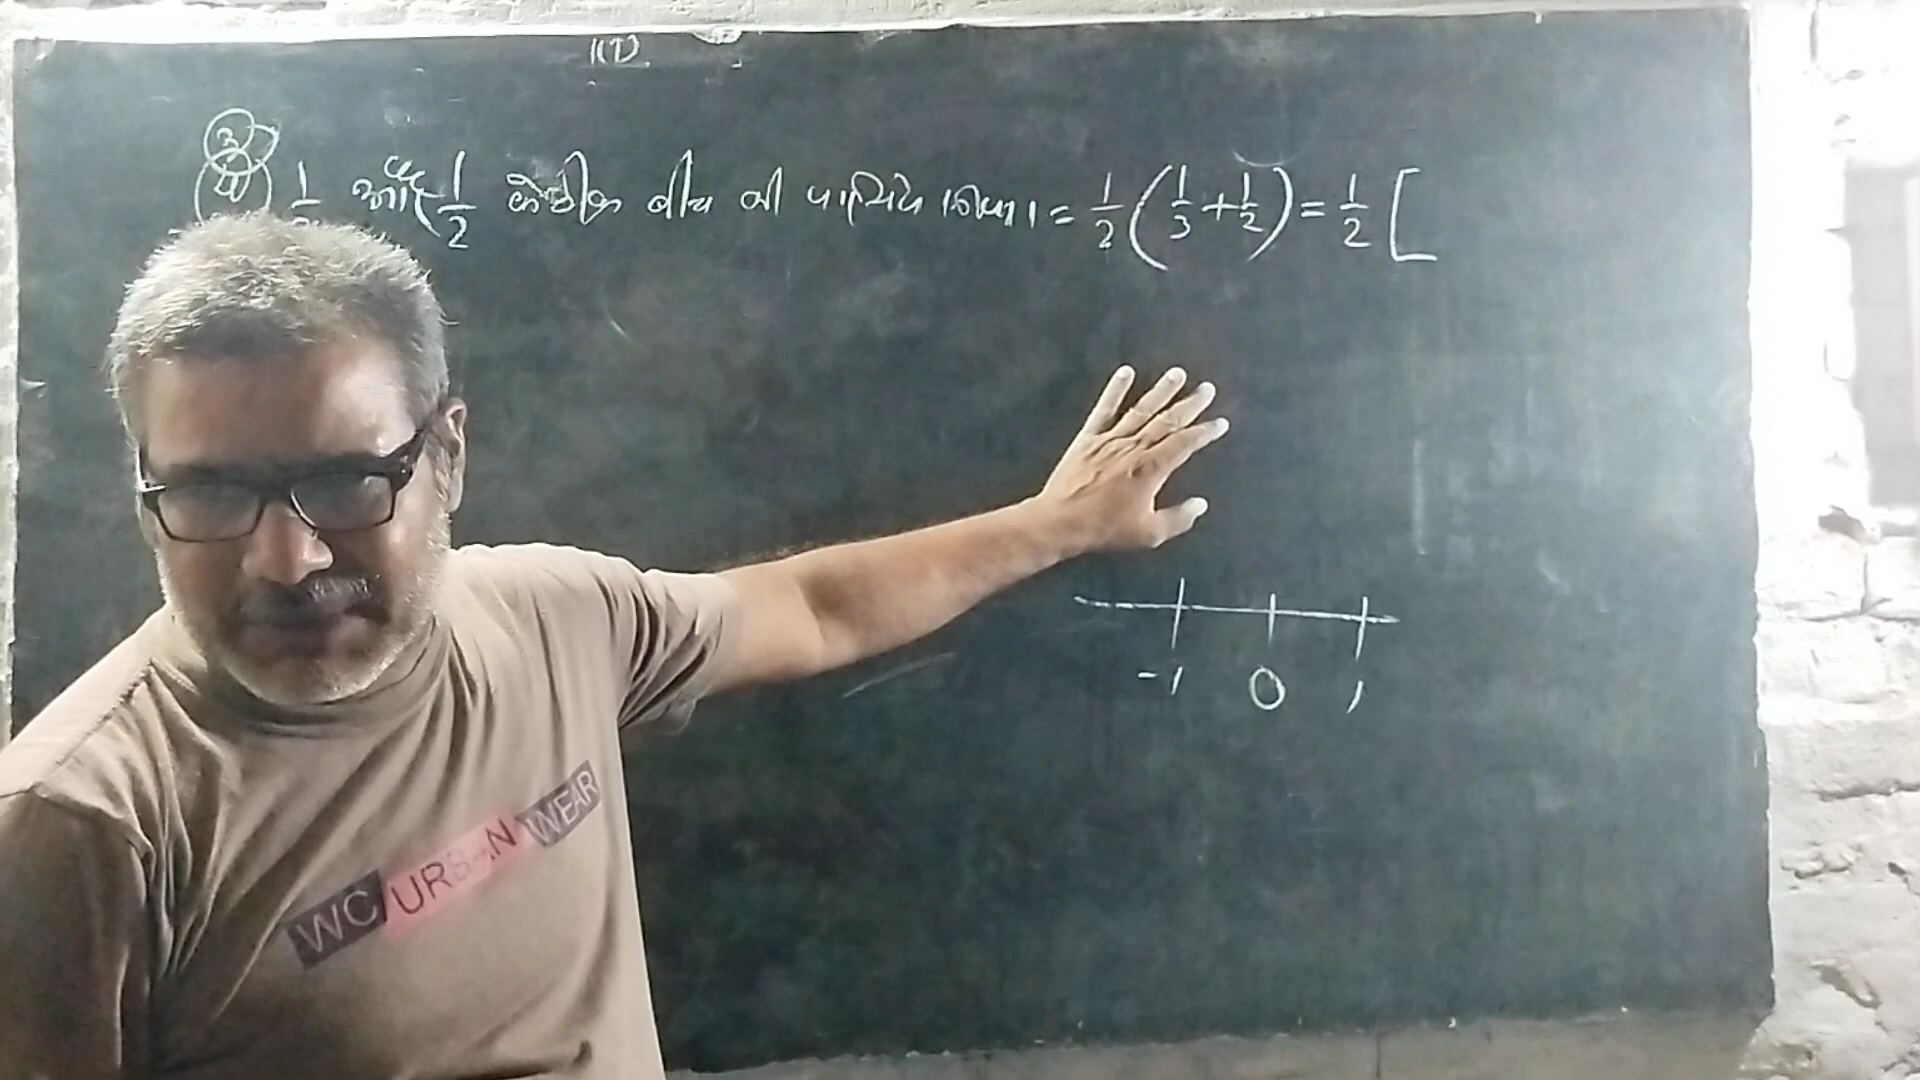 1/3 और 1/2 के ठीक बीच की परिमेय संख्या = 1/2 (1/3 + 1/2) = 1/2 [
-1 0 1
WC URBAN WEAR